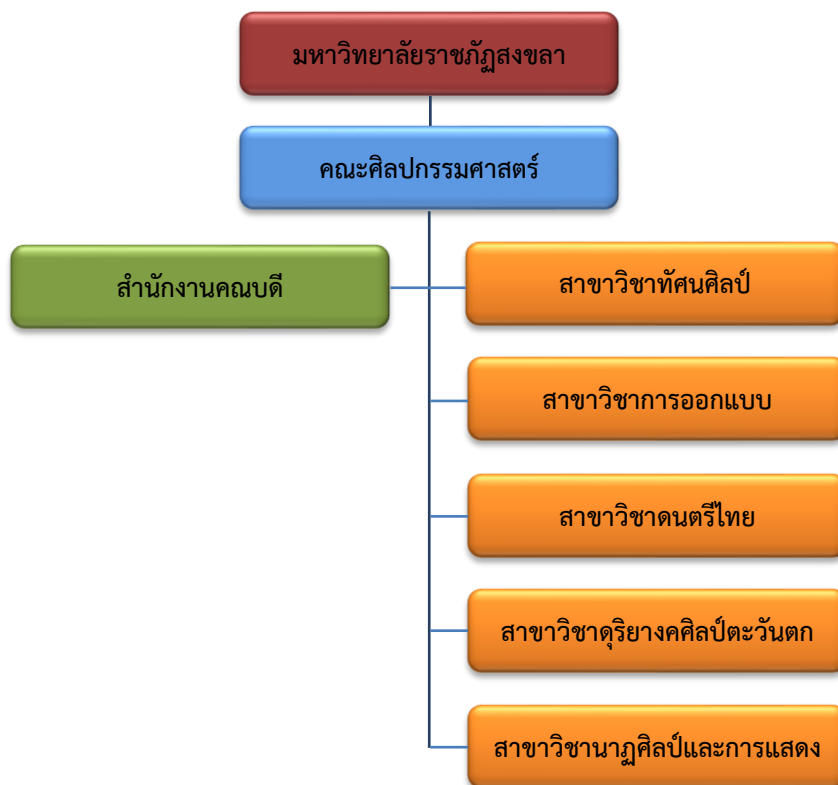 มหาวิทยาลัยราชภัฏสงขลา
คณะศิลปกรรมศาสตร์
สำนักงานคณบดี
สาขาวิชาทัศนศิลป์
สาขาวิชาการออกแบบ
สาขาวิชาดนตรีไทย
สาขาวิชาดุริยางคศิลป์ตะวันตก
สาขาวิชานาฏศิลป์และการแสดง